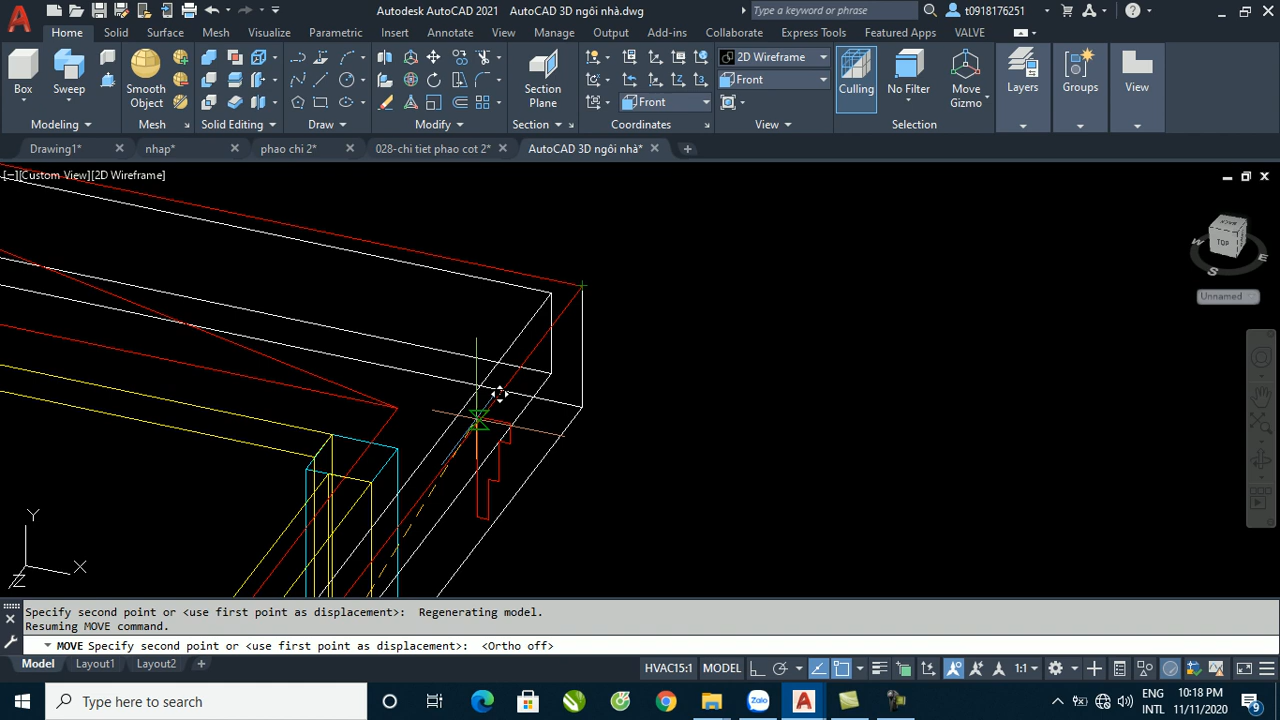 Autodesk AutoCAD 2021 AutoCAD 3D ngôi nhà.dwg
Type a keyword or phrase
t0918176251
Home Solid Surface Mesh Visualize Parametric Insert Annotate View Manage Output Add-ins Collaborate Express Tools Featured Apps VALVE
Box
Sweep
Smooth Object
Section Plane
2D Wireframe
Front
Front
Culling
No Filter
Move Gizmo
Layers
Groups
View
Modeling Mesh Solid Editing Draw Modify Section Coordinates View Selection
Drawing1* nhap* phao chi 2* 028-chi tiet phao cot 2* AutoCAD 3D ngôi nhà*
[−][Custom View][2D Wireframe]
BACK
TOP
W
E
S
Unnamed
Y
X
Z
Specify second point or <use first point as displacement>: Regenerating model.
Resuming MOVE command.
MOVE Specify second point or <use first point as displacement>: <Ortho off>
Model Layout1 Layout2
HVAC15:1 MODEL 1:1
Type here to search
Zalo
ENG
INTL
10:18 PM
11/11/2020
9